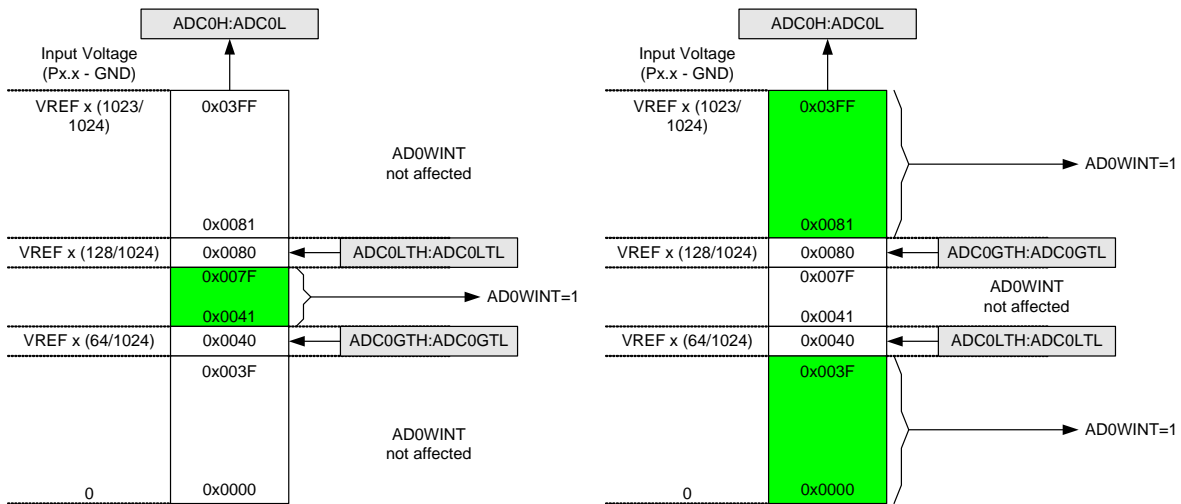 ADC0H:ADC0L
Input Voltage
(Px.x - GND)
VREF x (1023/
1024)
0x03FF
AD0WINT
not affected
0x0081
VREF x (128/1024)
0x0080
ADC0LTH:ADC0LTL
0x007F
AD0WINT=1
0x0041
VREF x (64/1024)
0x0040
ADC0GTH:ADC0GTL
0x003F
AD0WINT
not affected
0
0x0000
ADC0H:ADC0L
Input Voltage
(Px.x - GND)
VREF x (1023/
1024)
0x03FF
AD0WINT=1
0x0081
VREF x (128/1024)
0x0080
ADC0GTH:ADC0GTL
0x007F
AD0WINT
not affected
0x0041
VREF x (64/1024)
0x0040
ADC0LTH:ADC0LTL
0x003F
AD0WINT=1
0
0x0000